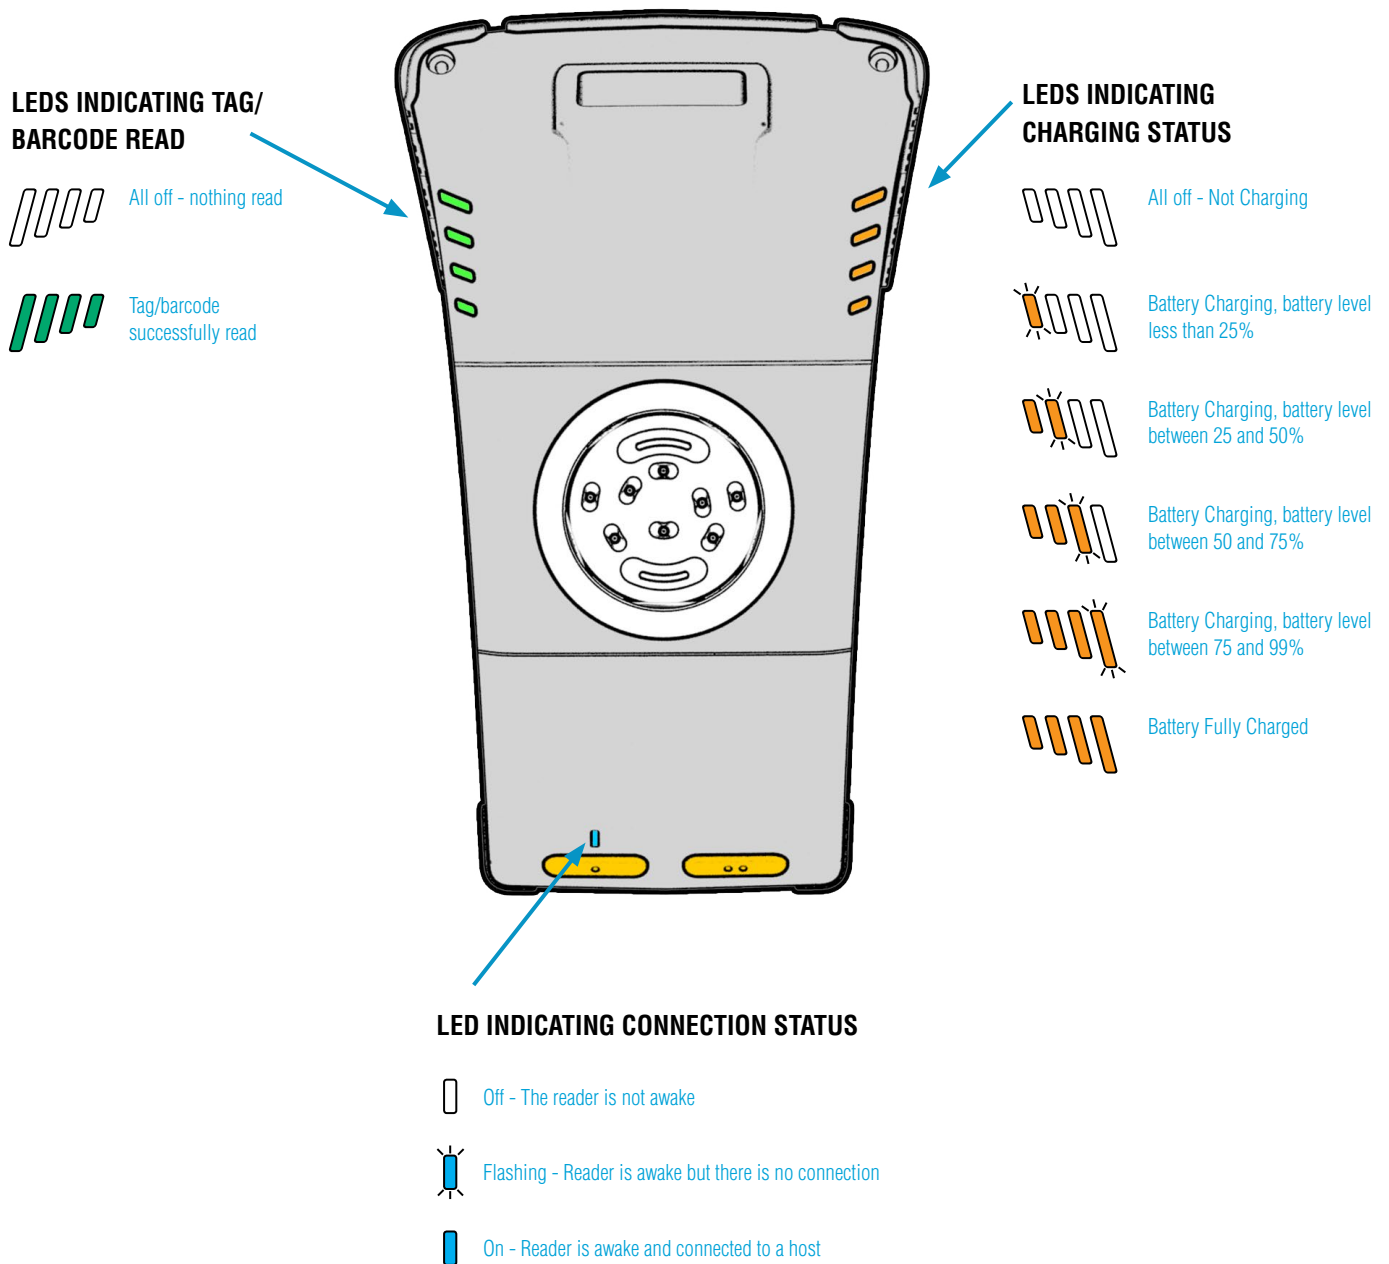 LEDS INDICATING TAG/
BARCODE READ
All off - nothing read
Tag/barcode
successfully read
LEDS INDICATING
CHARGING STATUS
All off - Not Charging
Battery Charging, battery level
less than 25%
Battery Charging, battery level
between 25 and 50%
Battery Charging, battery level
between 50 and 75%
Battery Charging, battery level
between 75 and 99%
Battery Fully Charged
LED INDICATING CONNECTION STATUS
Off - The reader is not awake
Flashing - Reader is awake but there is no connection
On - Reader is awake and connected to a host